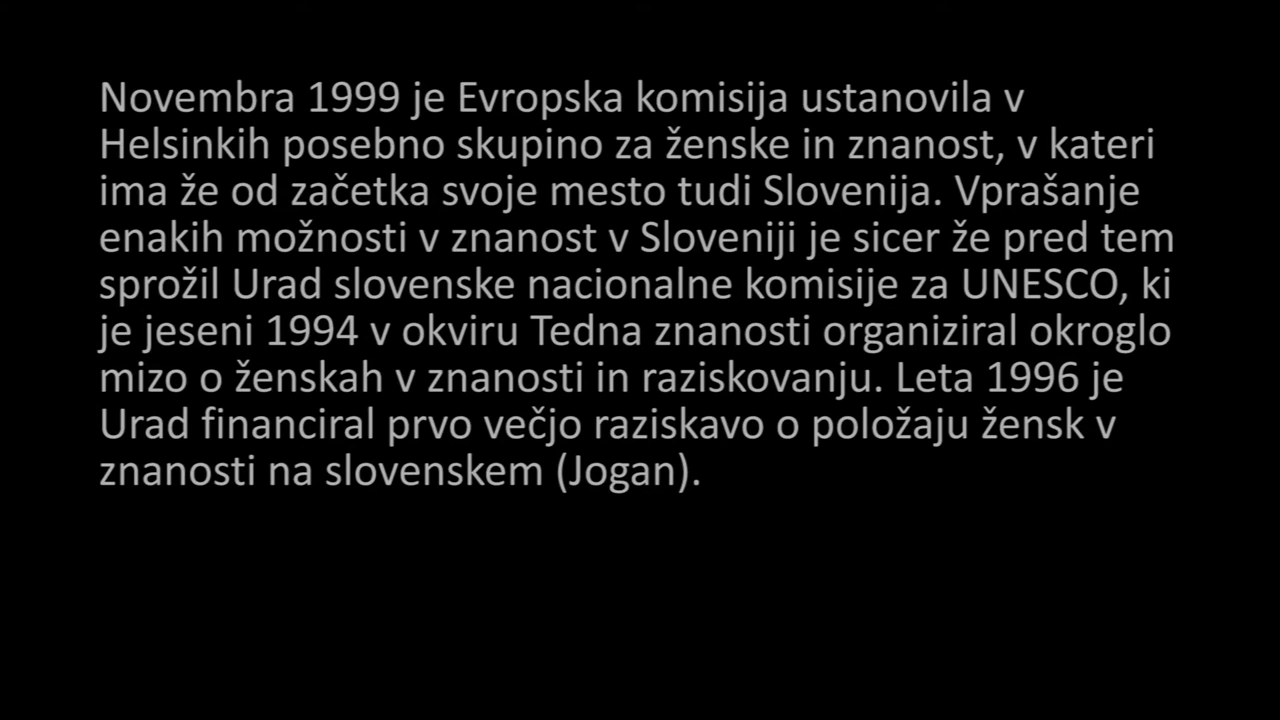 Novembra 1999 je Evropska komisija ustanovila v
Helsinkih posebno skupino za ženske in znanost, v kateri
ima že od začetka svoje mesto tudi Slovenija. Vprašanje
enakih možnosti v znanost v Sloveniji je sicer že pred tem
sprožil Urad slovenske nacionalne komisije za UNESCO, ki
je jeseni 1994 v okviru Tedna znanosti organiziral okroglo
mizo o ženskah v znanosti in raziskovanju. Leta 1996 je
Urad financiral prvo večjo raziskavo o položaju žensk v
znanosti na slovenskem (Jogan).